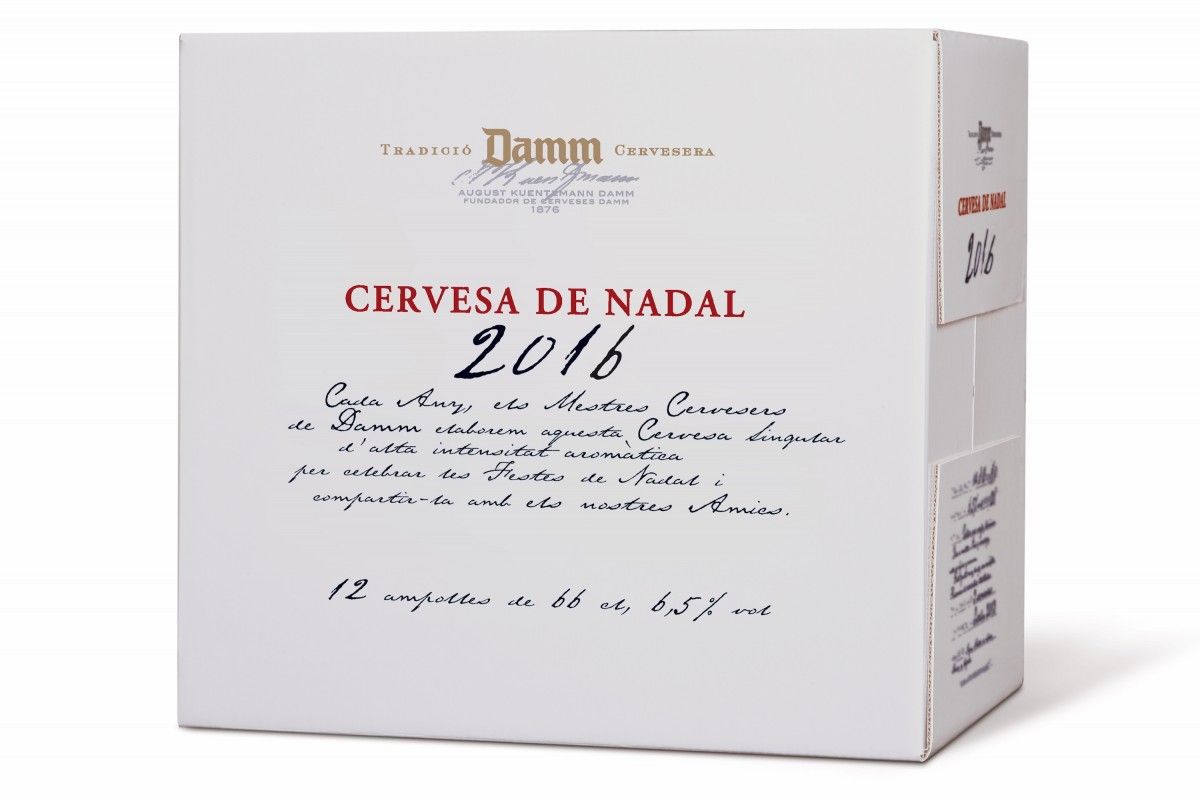 TRADICIÓ Damm CERVESERA
AUGUST KUENTZMANN DAMM
FUNDADOR DE CERVESES DAMM
1876
CERVESA DE NADAL
2016
Cada Any, els Mestres Cervesers
de Damm elaborem aquesta Cervesa Singular
d'alta intensitat aromàtica
per celebrar les Festes de Nadal i
compartir-la amb els nostres Amics.
12 ampolles de 66 cl, 6,5% vol
Damm
CERVESA DE NADAL
2016